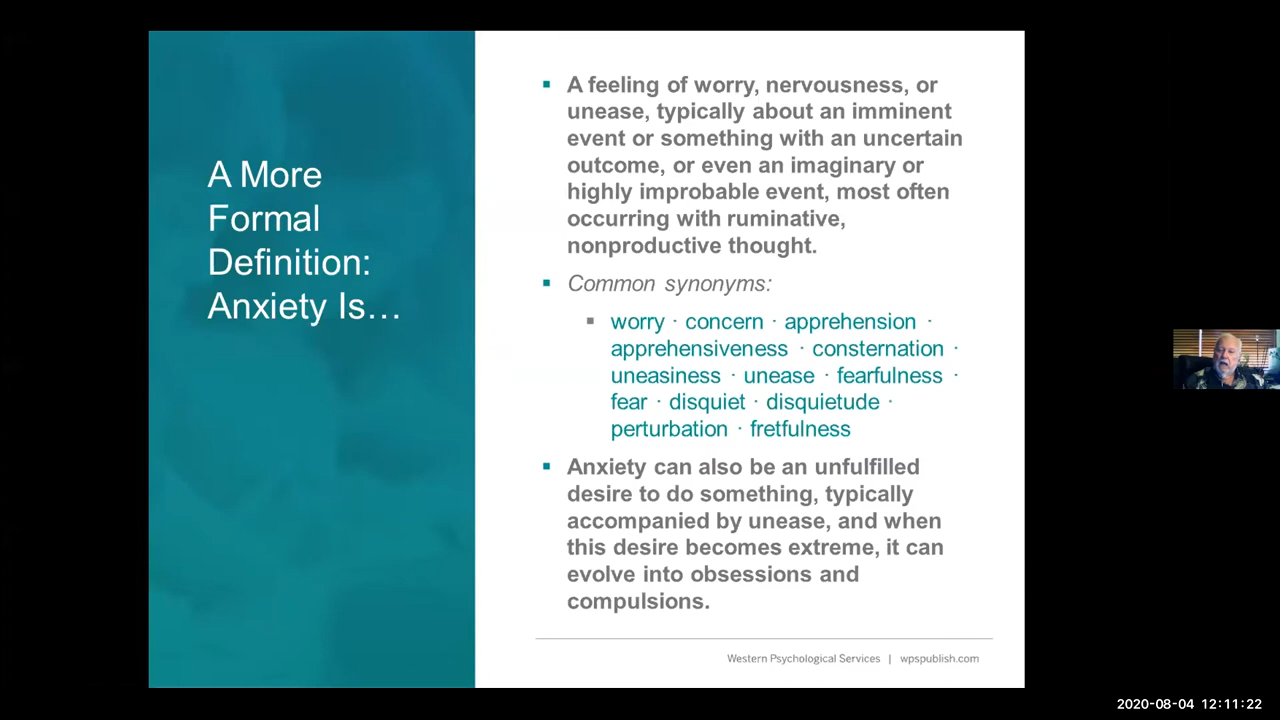 A More
Formal
Definition:
Anxiety Is…
▪ A feeling of worry, nervousness, or
unease, typically about an imminent
event or something with an uncertain
outcome, or even an imaginary or
highly improbable event, most often
occurring with ruminative,
nonproductive thought.
▪ Common synonyms:
▪ worry · concern · apprehension ·
apprehensiveness · consternation ·
uneasiness · unease · fearfulness ·
fear · disquiet · disquietude ·
perturbation · fretfulness
▪ Anxiety can also be an unfulfilled
desire to do something, typically
accompanied by unease, and when
this desire becomes extreme, it can
evolve into obsessions and
compulsions.
Western Psychological Services | wpspublish.com
2020-08-04 12:11:22